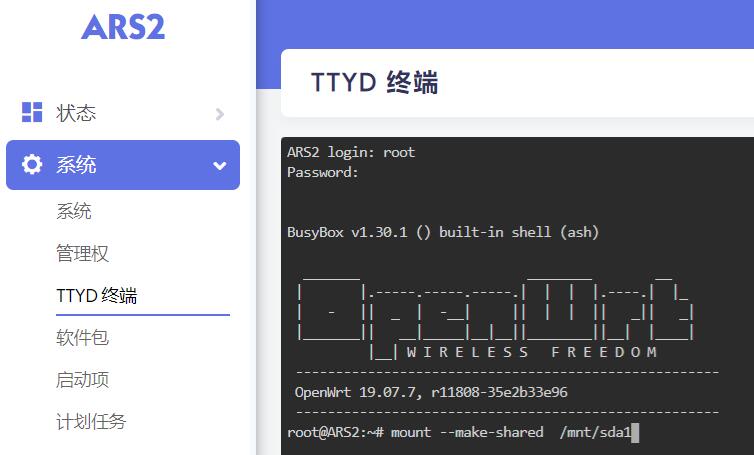 ARS2
状态
系统
系统
管理权
TTYD 终端
软件包
启动项
计划任务
TTYD 终端
ARS2 login: root
Password:
BusyBox v1.30.1 () built-in shell (ash)
OpenWrt
W I R E L E S S   F R E E D O M
-----------------------------------------------------
OpenWrt 19.07.7, r11808-35e2b33e96
-----------------------------------------------------
root@ARS2:~# mount --make-shared  /mnt/sda1